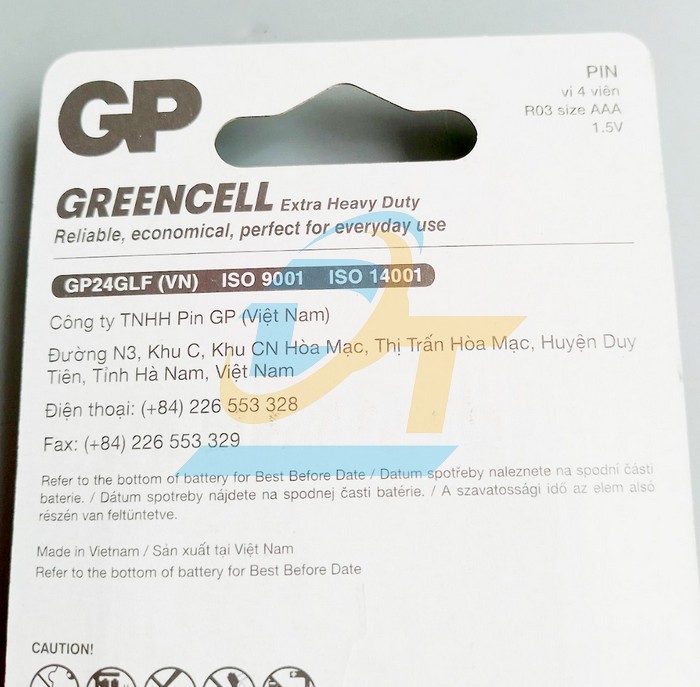 GP
PIN
vỉ 4 viên
R03 size AAA
1.5V
GREENCELL Extra Heavy Duty
Reliable, economical, perfect for everyday use
GP24GLF (VN) ISO 9001 ISO 14001
Công ty TNHH Pin GP (Việt Nam)
Đường N3, Khu C, Khu CN Hòa Mạc, Thị Trấn Hòa Mạc, Huyện Duy
Tiên, Tỉnh Hà Nam, Việt Nam
Điện thoại: (+84) 226 553 328
Fax: (+84) 226 553 329
Refer to the bottom of battery for Best Before Date / Datum spotřeby naleznete na spodní části
baterie. / Dátum spotreby nájdete na spodnej časti batérie. / A szavatossági idő az elem alsó
részén van feltüntetve.
Made in Vietnam / Sản xuất tại Việt Nam
Refer to the bottom of battery for Best Before Date
CAUTION!
DT